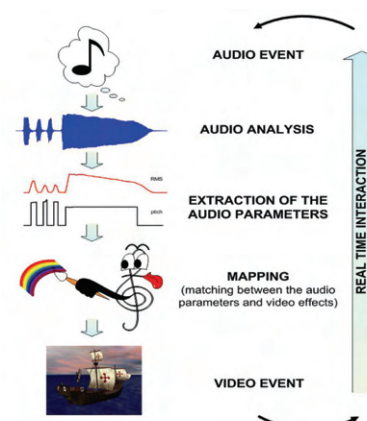 AUDIO EVENT
AUDIO ANALYSIS
RMS
pitch
EXTRACTION OF THE
AUDIO PARAMETERS
MAPPING
(matching between the audio
parameters and video effects)
VIDEO EVENT
REAL TIME INTERACTION